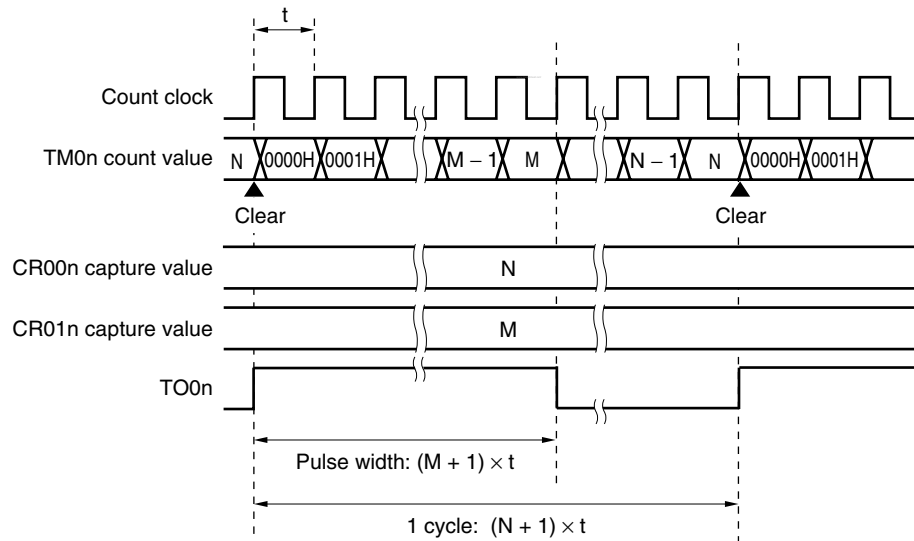 t
Count clock
TM0n count value N 0000H 0001H M – 1 M N – 1 N 0000H 0001H
Clear Clear
CR00n capture value N
CR01n capture value M
TO0n
Pulse width: (M + 1) × t
1 cycle: (N + 1) × t